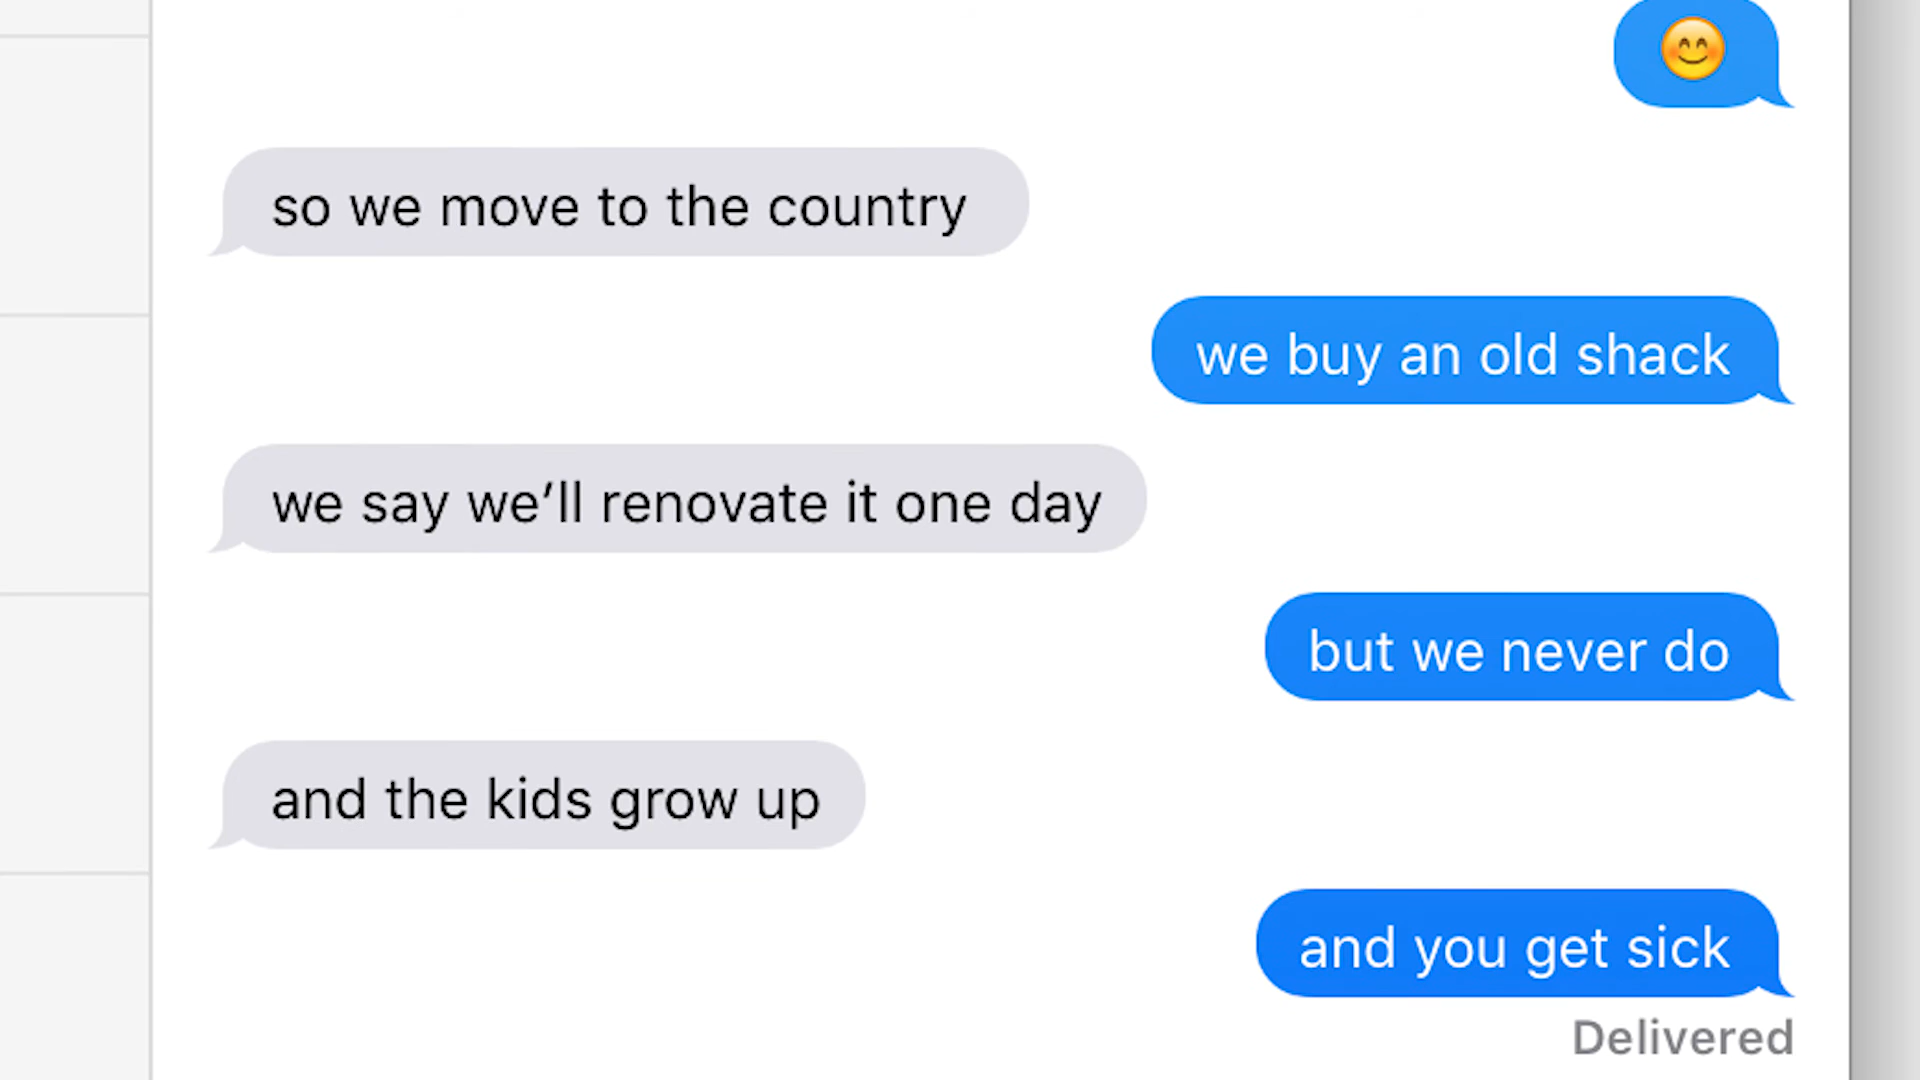 😊
so we move to the country
we buy an old shack
we say we’ll renovate it one day
but we never do
and the kids grow up
and you get sick
Delivered